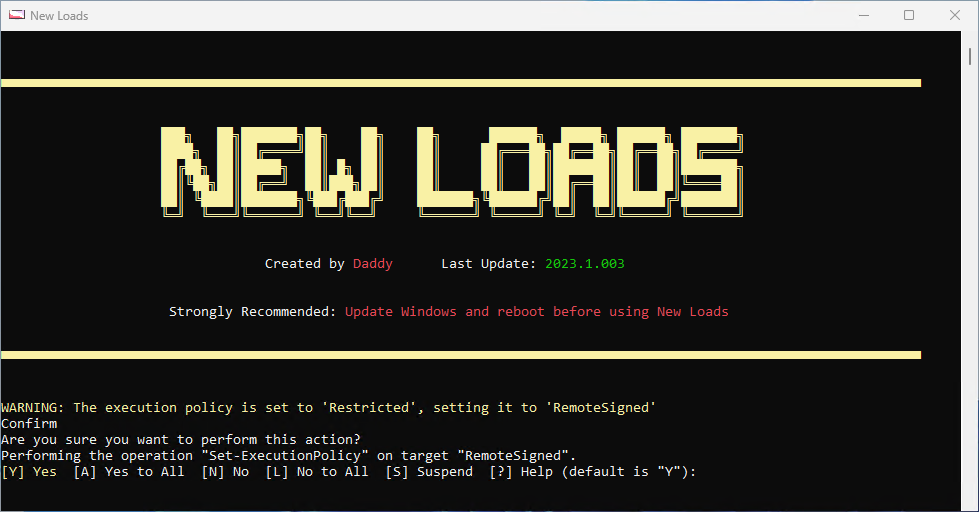 New Loads
NEW LOADS
Created by Daddy Last Update: 2023.1.003
Strongly Recommended: Update Windows and reboot before using New Loads
WARNING: The execution policy is set to 'Restricted', setting it to 'RemoteSigned'
Confirm
Are you sure you want to perform this action?
Performing the operation "Set-ExecutionPolicy" on target "RemoteSigned".
[Y] Yes [A] Yes to All [N] No [L] No to All [S] Suspend [?] Help (default is "Y"):